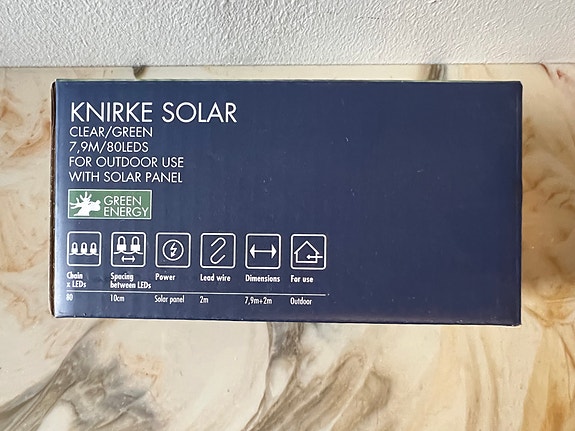 KNIRKE SOLAR
CLEAR/GREEN
7,9M/80LEDS
FOR OUTDOOR USE
WITH SOLAR PANEL
GREEN
ENERGY
Chain x LEDs
Spacing between LEDs
Power
Lead wire
Dimensions
For use
80
10cm
Solar panel
2m
7,9m+2m
Outdoor